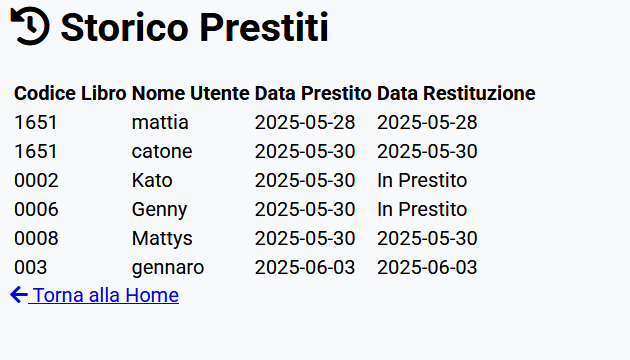 Storico Prestiti
Codice Libro Nome Utente Data Prestito Data Restituzione
1651 mattia 2025-05-28 2025-05-28
1651 catone 2025-05-30 2025-05-30
0002 Kato 2025-05-30 In Prestito
0006 Genny 2025-05-30 In Prestito
0008 Mattys 2025-05-30 2025-05-30
003 gennaro 2025-06-03 2025-06-03
Torna alla Home